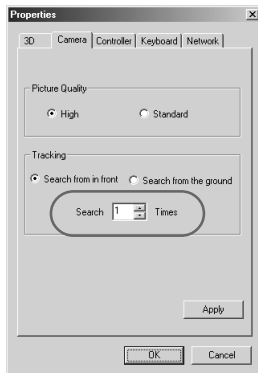 Properties
3D Camera Controller Keyboard Network
Picture Quality
High Standard
Tracking
Search from in front Search from the ground
Search 1 Times
Apply
OK Cancel